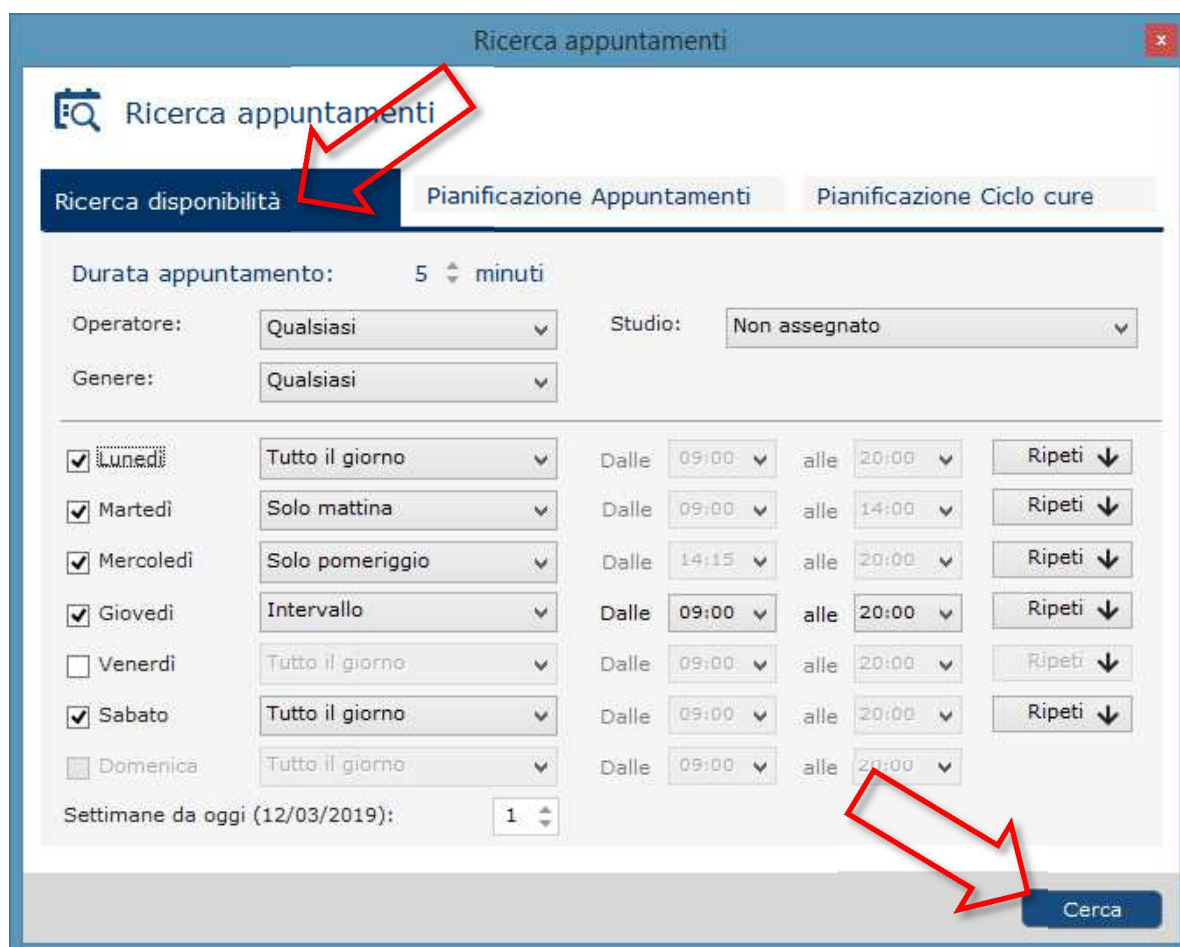 Ricerca appuntamenti
x
Ricerca appuntamenti
Ricerca disponibilità Pianificazione Appuntamenti Pianificazione Ciclo cure
Durata appuntamento: 5 minuti
Operatore: Qualsiasi Studio: Non assegnato
Genere: Qualsiasi
Lunedì Tutto il giorno Dalle 09:00 alle 20:00 Ripeti
Martedì Solo mattina Dalle 09:00 alle 14:00 Ripeti
Mercoledì Solo pomeriggio Dalle 14:15 alle 20:00 Ripeti
Giovedì Intervallo Dalle 09:00 alle 20:00 Ripeti
Venerdì Tutto il giorno Dalle 09:00 alle 20:00 Ripeti
Sabato Tutto il giorno Dalle 09:00 alle 20:00 Ripeti
Domenica Tutto il giorno Dalle 09:00 alle 20:00
Settimane da oggi (12/03/2019): 1
Cerca